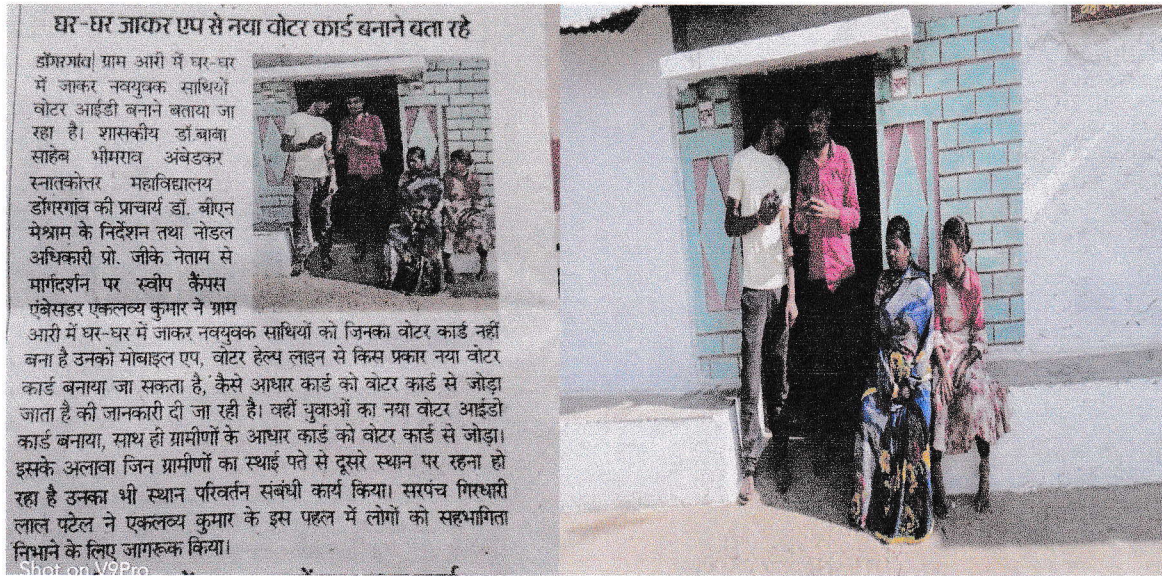 घर-घर जाकर एप से नया वोटर कार्ड बनाने बता रहे
डोंगरगांव। ग्राम आरी में घर-घर
में जाकर नवयुवक साथियों
वोटर आईडी बनाने बताया जा
रहा है। शासकीय डॉ बाबा
साहेब भीमराव अंबेडकर
स्नातकोत्तर महाविद्यालय
डोंगरगांव की प्राचार्य डॉ. बीएन
मेश्राम के निर्देशन तथा नोडल
अधिकारी प्रो. जीके नेताम से
मार्गदर्शन पर स्वीप कैंपस
एंबेसडर एकलव्य कुमार ने ग्राम
आरी में घर-घर में जाकर नवयुवक साथियों को जिनका वोटर कार्ड नहीं
बना है उनको मोबाइल एप, वोटर हेल्प लाइन से किस प्रकार नया वोटर
कार्ड बनाया जा सकता है, कैसे आधार कार्ड को वोटर कार्ड से जोड़ा
जाता है की जानकारी दी जा रही है। वहीं युवाओं का नया वोटर आईडी
कार्ड बनाया, साथ ही ग्रामीणों के आधार कार्ड को वोटर कार्ड से जोड़ा।
इसके अलावा जिन ग्रामीणों का स्थाई पते से दूसरे स्थान पर रहना हो
रहा है उनका भी स्थान परिवर्तन संबंधी कार्य किया। सरपंच गिरधारी
लाल पटेल ने एकलव्य कुमार के इस पहल में लोगों को सहभागिता
निभाने के लिए जागरूक किया।
Shot on V9Pro